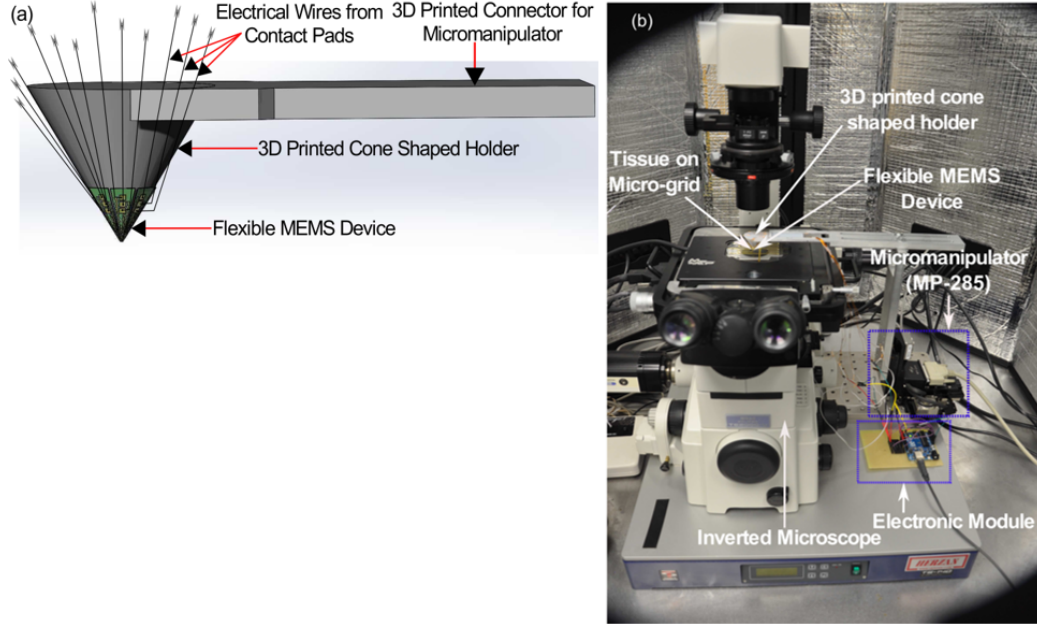 (a)
Electrical Wires from
Contact Pads
3D Printed Connector for
Micromanipulator
3D Printed Cone Shaped Holder
Flexible MEMS Device
(b)
3D printed cone
shaped holder
Tissue on
Micro-grid
Flexible MEMS
Device
Micromanipulator
(MP-285)
Electronic Module
Inverted Microscope
HERZAN